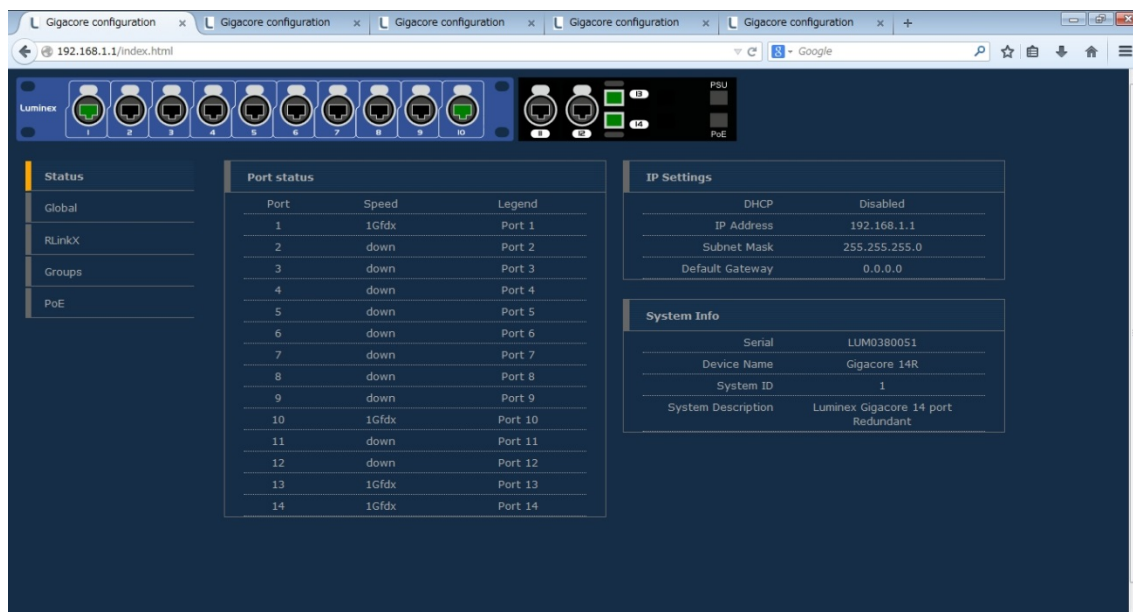 Gigacore configuration x Gigacore configuration x Gigacore configuration x Gigacore configuration x Gigacore configuration x +
192.168.1.1/index.html 8 Google
Luminex 1 2 3 4 5 6 7 8 9 10 11 12 13 14 PSU PoE
Status
Global
RLinkX
Groups
PoE
Port status
Port Speed Legend
1 1Gfdx Port 1
2 down Port 2
3 down Port 3
4 down Port 4
5 down Port 5
6 down Port 6
7 down Port 7
8 down Port 8
9 down Port 9
10 1Gfdx Port 10
11 down Port 11
12 down Port 12
13 1Gfdx Port 13
14 1Gfdx Port 14
IP Settings
DHCP Disabled
IP Address 192.168.1.1
Subnet Mask 255.255.255.0
Default Gateway 0.0.0.0
System Info
Serial LUM0380051
Device Name Gigacore 14R
System ID 1
System Description Luminex Gigacore 14 port
Redundant